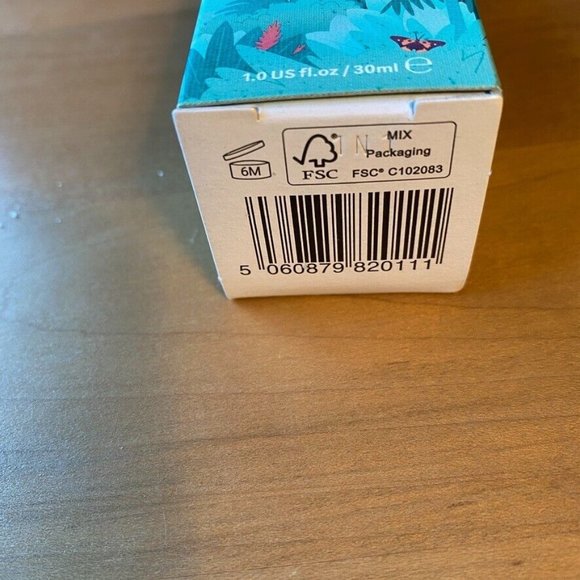 1.0 US fl.oz / 30ml ℮
6M
FSC
MIX
Packaging
FSC® C102083
5 060879 820111